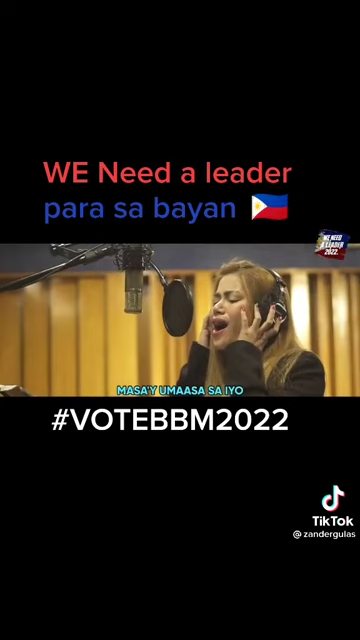 WE Need a leader
para sa bayan 🇵🇭
WE NEED
A LEADER
2022.
MASA'Y UMAASA SA IYO
#VOTEBBM2022
TikTok
@zandergulas